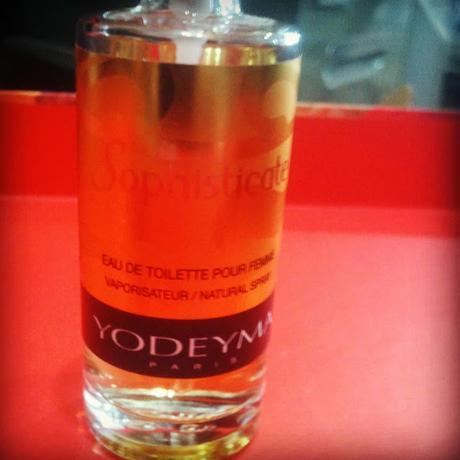 Sophisticate
EAU DE TOILETTE POUR FEMME
VAPORISATEUR / NATURAL SPRAY
YODEYMA
PARIS